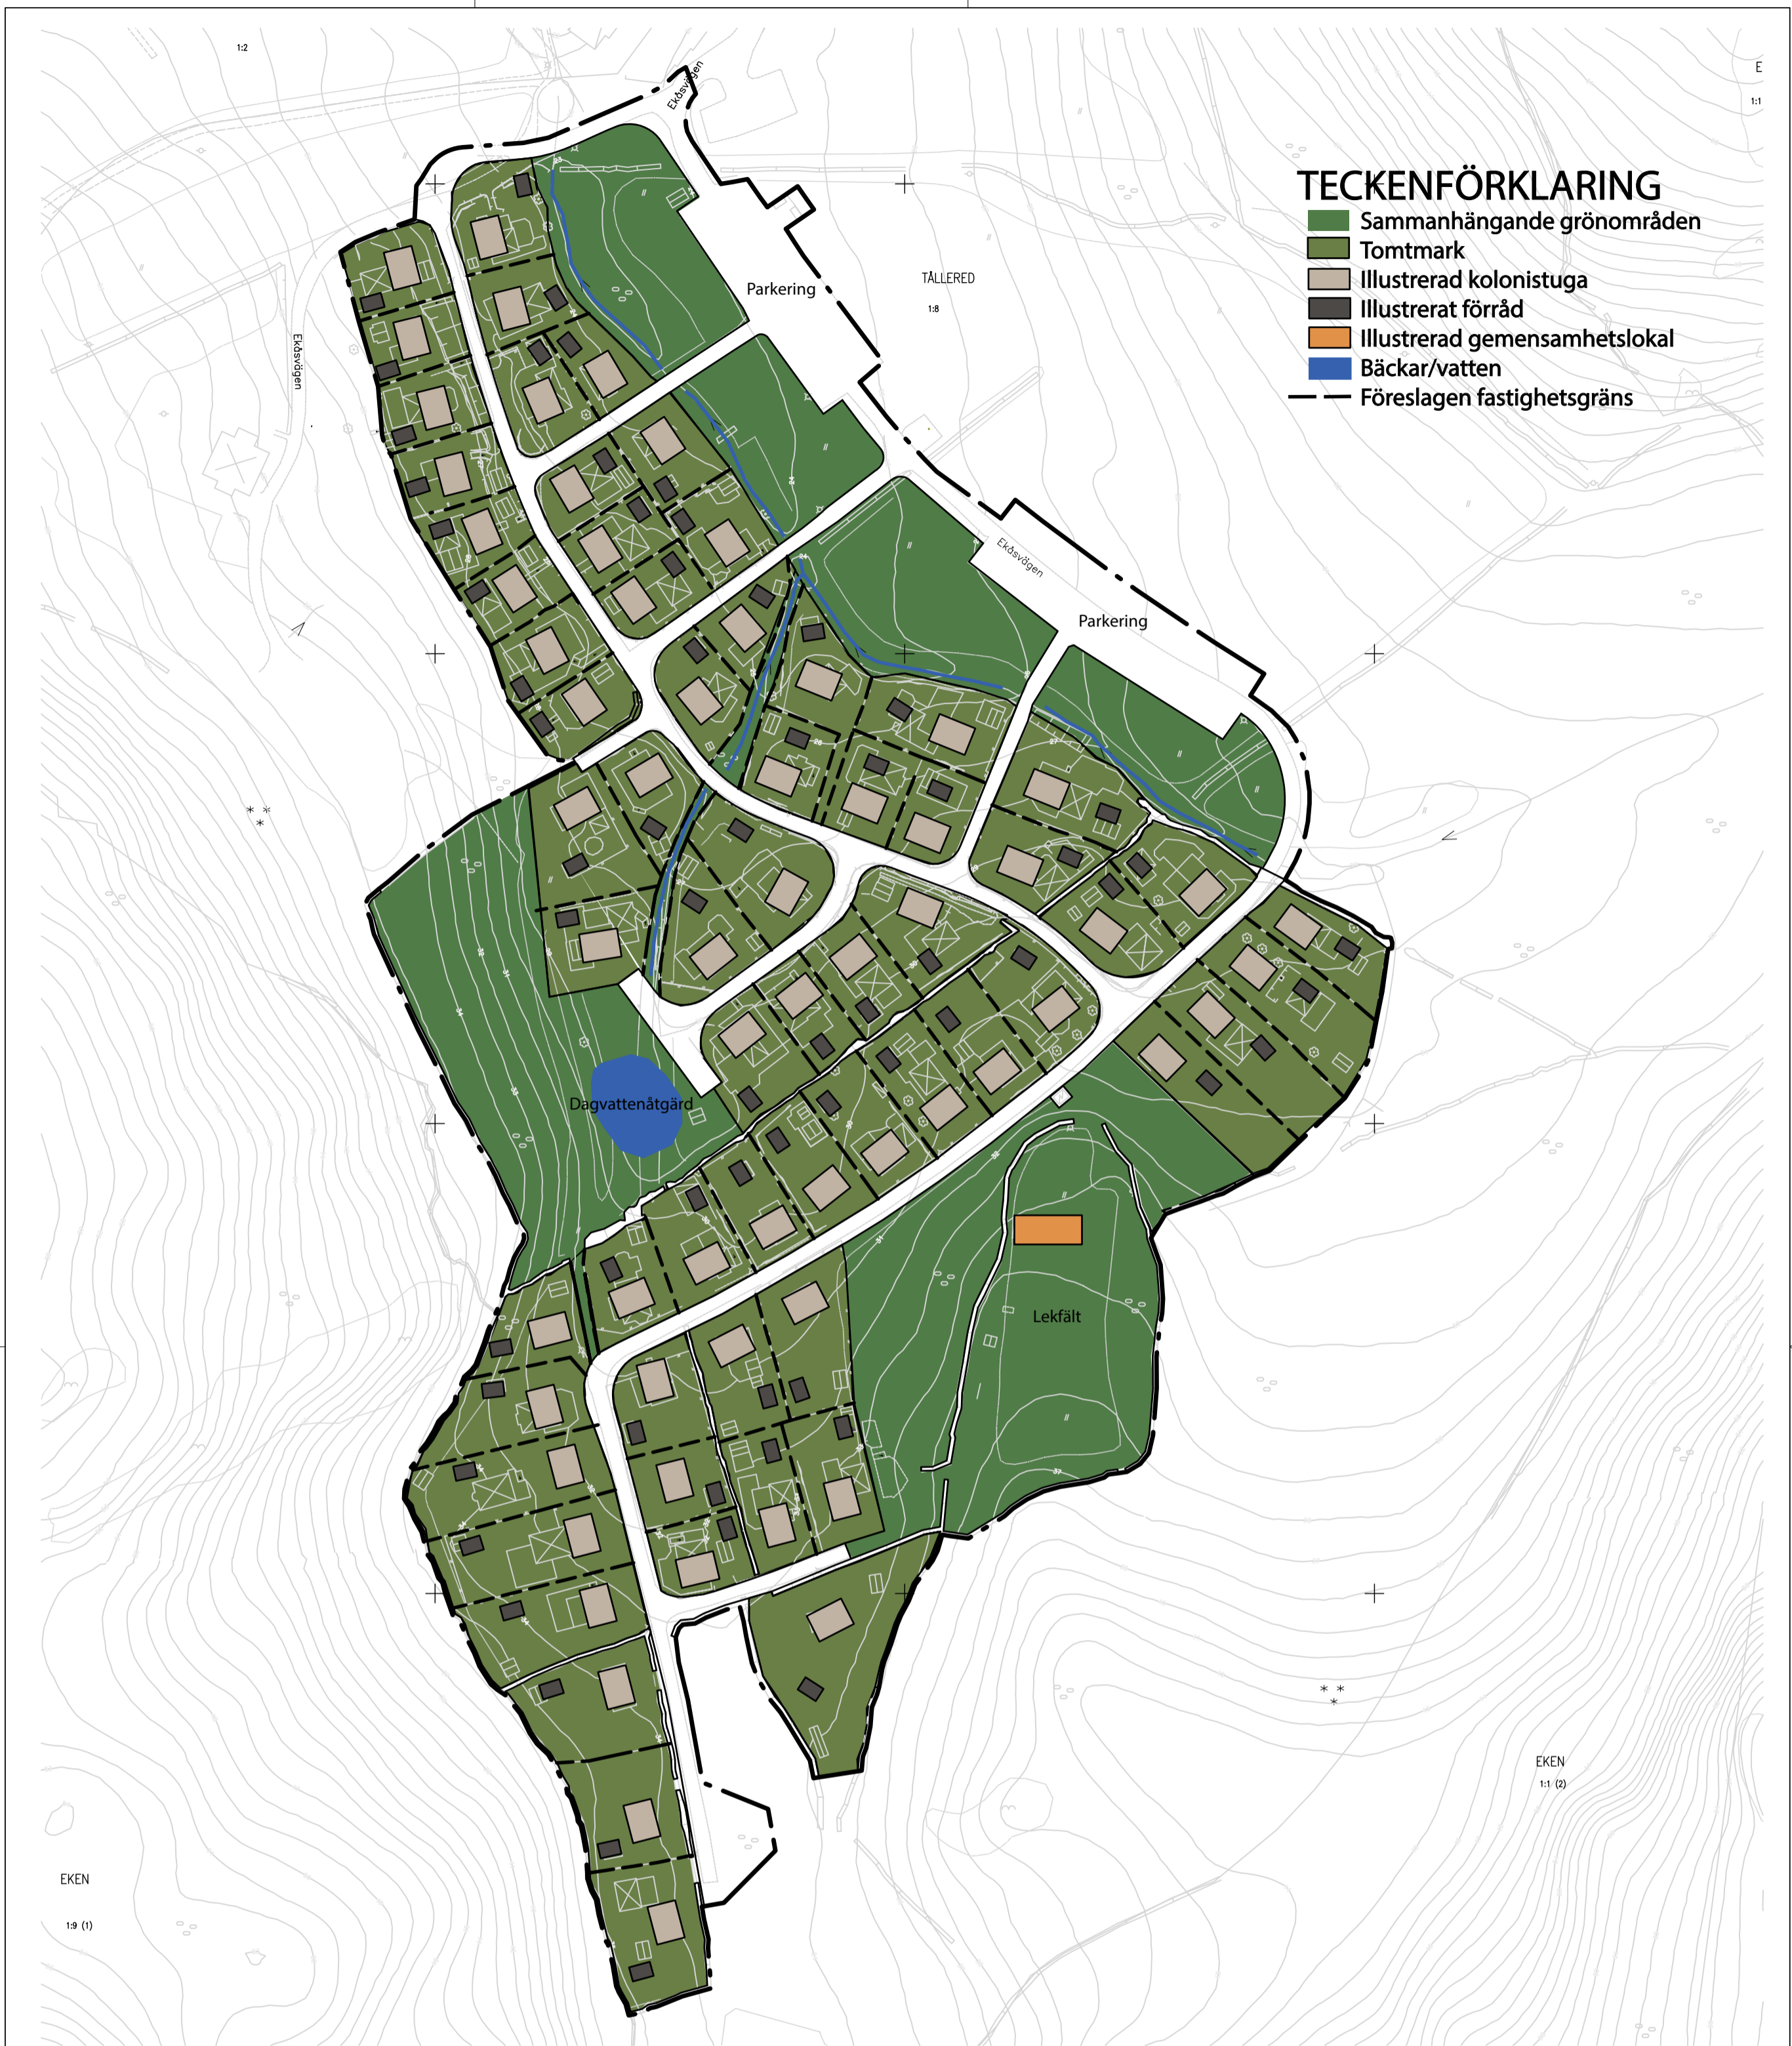 1:2
Ekåsvägen
E
1:1
TECKENFÖRKLARING
Sammanhängande grönområden
Tomtmark
Illustrerad kolonistuga
Illustrerat förråd
Illustrerad gemensamhetslokal
Bäckar/vatten
Föreslagen fastighetsgräns
TÅLLERED
1:8
Parkering
Ekåsvägen
Ekåsvägen
Parkering
Dagvattenåtgärd
Lekfält
EKEN
1:1 (2)
EKEN
1:9 (1)